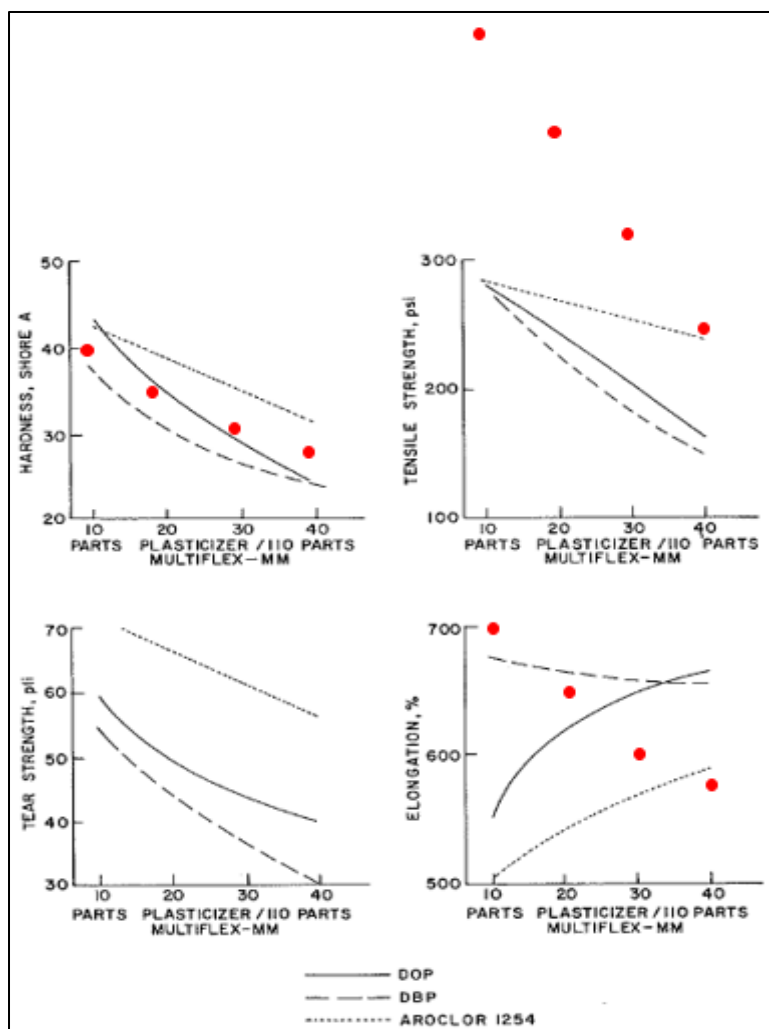 50
40
30
20
HARDNESS, SHORE A
10 20 30 40
PARTS PLASTICIZER/110 PARTS
MULTIFLEX-MM
300
200
100
TENSILE STRENGTH, psi
10 20 30 40
PARTS PLASTICIZER/110 PARTS
MULTIFLEX-MM
70
60
50
40
30
TEAR STRENGTH, pli
10 20 30 40
PARTS PLASTICIZER/110 PARTS
MULTIFLEX-MM
700
600
500
ELONGATION, %
10 20 30 40
PARTS PLASTICIZER/110 PARTS
MULTIFLEX-MM
DOP
DBP
AROCLOR 1254